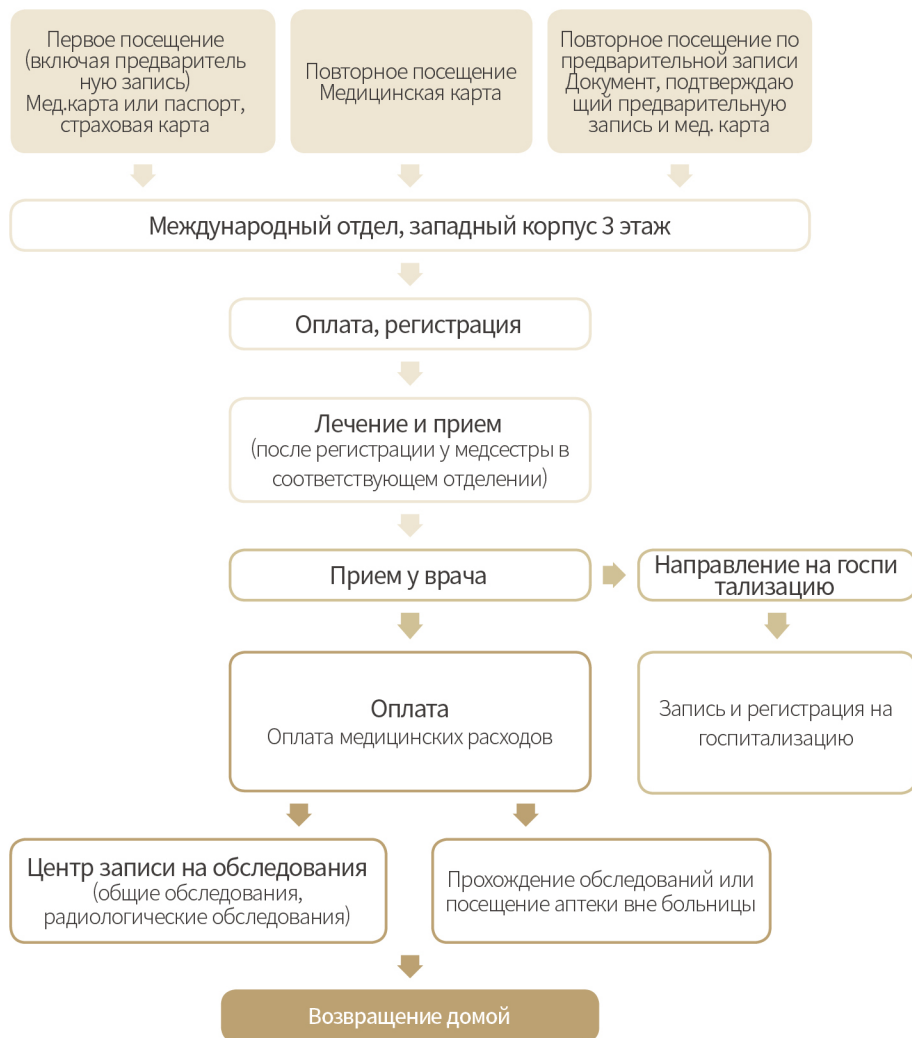 Первое посещение
(включая предваритель
ную запись)
Мед.карта или паспорт,
страховая карта
Повторное посещение
Медицинская карта
Повторное посещение по
предварительной записи
Документ, подтверждаю
щий предварительную
запись и мед. карта
Международный отдел, западный корпус 3 этаж
Оплата, регистрация
Лечение и прием
(после регистрации у медсестры в
соответствующем отделении)
Прием у врача
Направление на госпи
тализацию
Оплата
Оплата медицинских расходов
Запись и регистрация на
госпитализацию
Центр записи на обследования
(общие обследования,
радиологические обследования)
Прохождение обследований или
посещение аптеки вне больницы
Возвращение домой